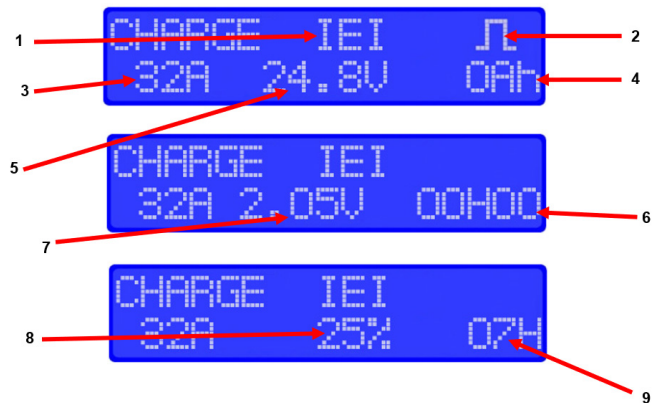 1
CHARGE IEI
2
3
32A 24.8V 0Ah
4
5
CHARGE IEI
32A 2.05V 00H00
6
7
CHARGE IEI
8
32A 25% 07H
9